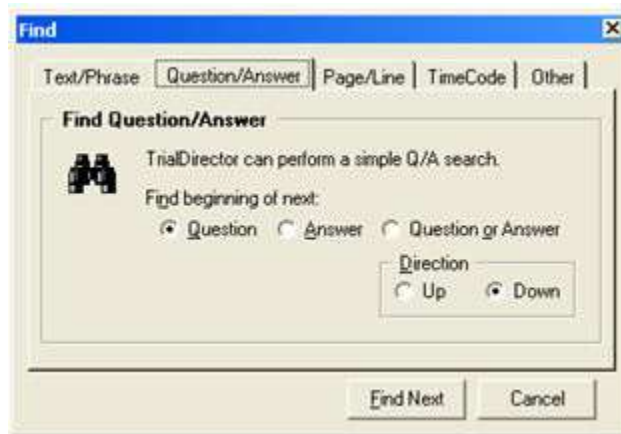 Find
Text/Phrase Question/Answer Page/Line TimeCode Other
Find Question/Answer
TrialDirector can perform a simple Q/A search.
Find beginning of next:
Question Answer Question or Answer
Direction
Up Down
Find Next Cancel